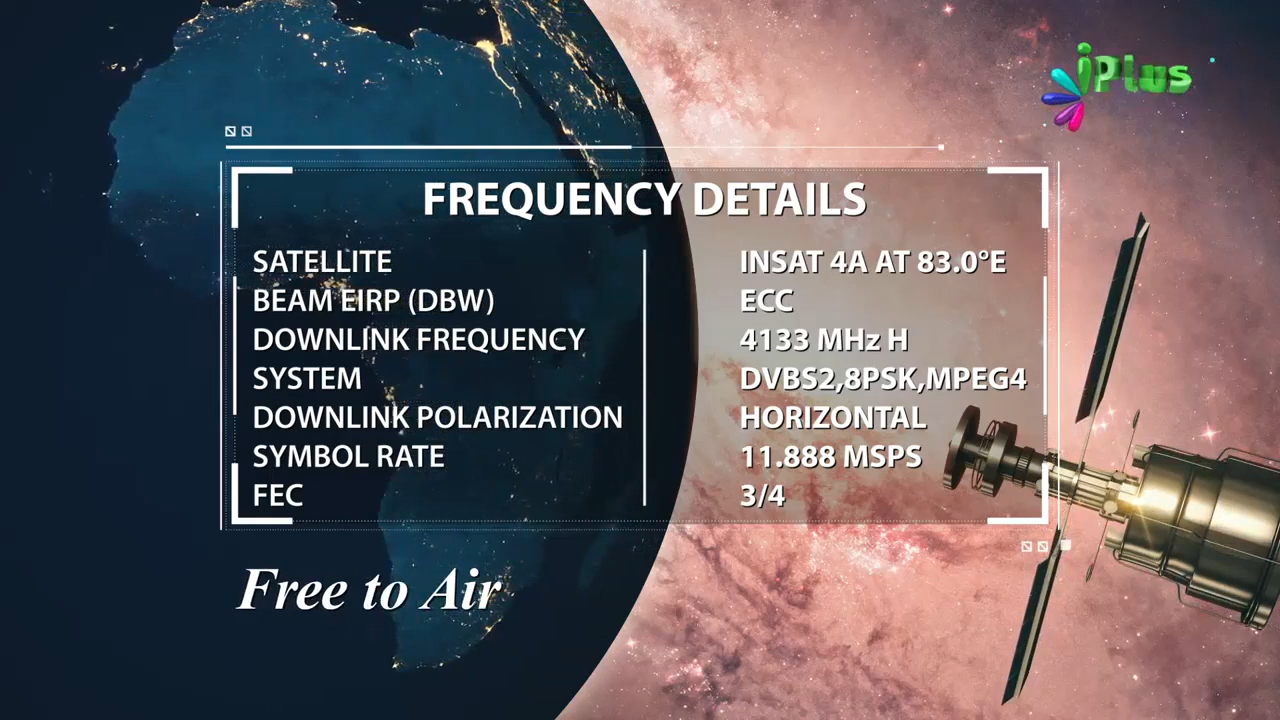 iPlus
FREQUENCY DETAILS
SATELLITE INSAT 4A AT 83.0°E
BEAM EIRP (DBW) ECC
DOWNLINK FREQUENCY 4133 MHz H
SYSTEM DVBS2,8PSK,MPEG4
DOWNLINK POLARIZATION HORIZONTAL
SYMBOL RATE 11.888 MSPS
FEC 3/4
Free to Air